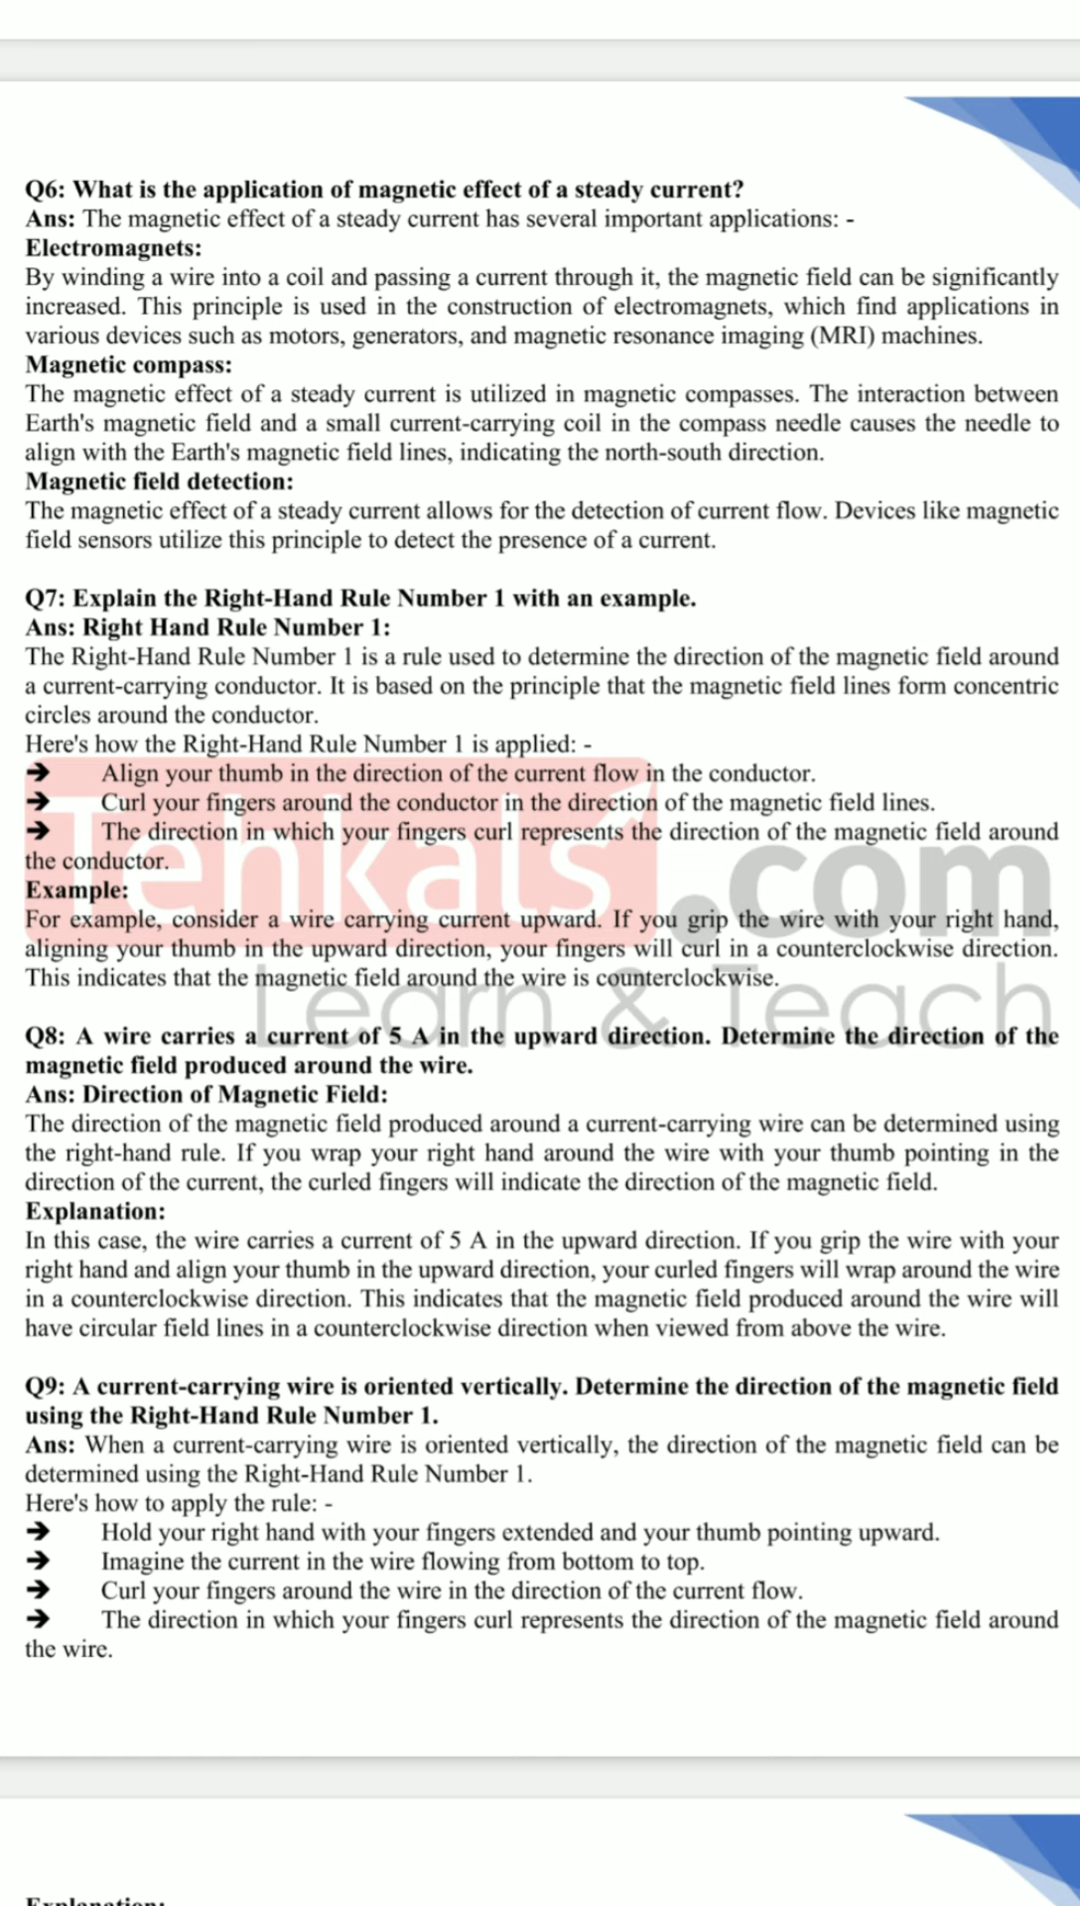 Q6: What is the application of magnetic effect of a steady current?
Ans: The magnetic effect of a steady current has several important applications: -
Electromagnets:
By winding a wire into a coil and passing a current through it, the magnetic field can be significantly
increased. This principle is used in the construction of electromagnets, which find applications in
various devices such as motors, generators, and magnetic resonance imaging (MRI) machines.
Magnetic compass:
The magnetic effect of a steady current is utilized in magnetic compasses. The interaction between
Earth's magnetic field and a small current-carrying coil in the compass needle causes the needle to
align with the Earth's magnetic field lines, indicating the north-south direction.
Magnetic field detection:
The magnetic effect of a steady current allows for the detection of current flow. Devices like magnetic
field sensors utilize this principle to detect the presence of a current.
Q7: Explain the Right-Hand Rule Number 1 with an example.
Ans: Right Hand Rule Number 1:
The Right-Hand Rule Number 1 is a rule used to determine the direction of the magnetic field around
a current-carrying conductor. It is based on the principle that the magnetic field lines form concentric
circles around the conductor.
Here's how the Right-Hand Rule Number 1 is applied: -
➔ Align your thumb in the direction of the current flow in the conductor.
➔ Curl your fingers around the conductor in the direction of the magnetic field lines.
➔ The direction in which your fingers curl represents the direction of the magnetic field around
the conductor.
Example:
For example, consider a wire carrying current upward. If you grip the wire with your right hand,
aligning your thumb in the upward direction, your fingers will curl in a counterclockwise direction.
This indicates that the magnetic field around the wire is counterclockwise.
Tehkals.com
Learn & Teach
Q8: A wire carries a current of 5 A in the upward direction. Determine the direction of the
magnetic field produced around the wire.
Ans: Direction of Magnetic Field:
The direction of the magnetic field produced around a current-carrying wire can be determined using
the right-hand rule. If you wrap your right hand around the wire with your thumb pointing in the
direction of the current, the curled fingers will indicate the direction of the magnetic field.
Explanation:
In this case, the wire carries a current of 5 A in the upward direction. If you grip the wire with your
right hand and align your thumb in the upward direction, your curled fingers will wrap around the wire
in a counterclockwise direction. This indicates that the magnetic field produced around the wire will
have circular field lines in a counterclockwise direction when viewed from above the wire.
Q9: A current-carrying wire is oriented vertically. Determine the direction of the magnetic field
using the Right-Hand Rule Number 1.
Ans: When a current-carrying wire is oriented vertically, the direction of the magnetic field can be
determined using the Right-Hand Rule Number 1.
Here's how to apply the rule: -
➔ Hold your right hand with your fingers extended and your thumb pointing upward.
➔ Imagine the current in the wire flowing from bottom to top.
➔ Curl your fingers around the wire in the direction of the current flow.
➔ The direction in which your fingers curl represents the direction of the magnetic field around
the wire.
Explanation: